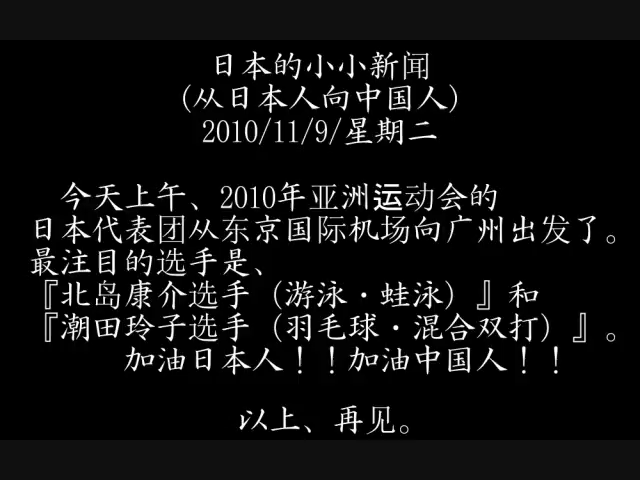 日本的小小新闻
(从日本人向中国人)
2010/11/9/星期二
今天上午、2010年亚洲运动会的
日本代表团从东京国际机场向广州出发了。
最注目的选手是、
『北岛康介选手（游泳・蛙泳）』和
『潮田玲子选手（羽毛球・混合双打）』。
加油日本人！！加油中国人！！
以上、再见。